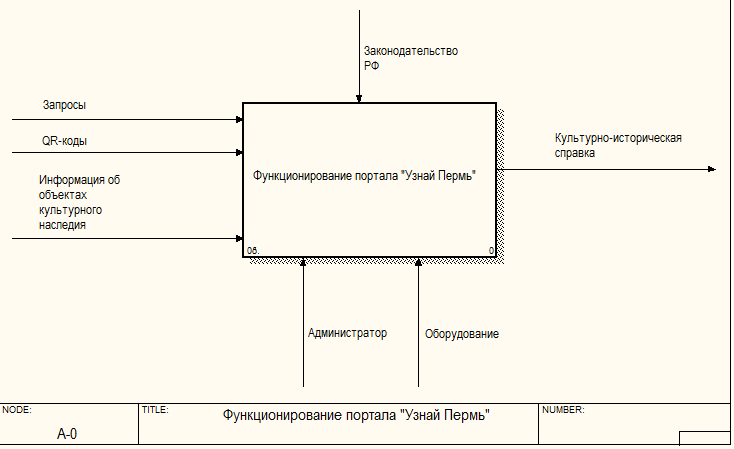 Законодательство
РФ
Запросы
QR-коды
Культурно-историческая
справка
Информация об
объектах
культурного
наследия
Функционирование портала "Узнай Пермь"
0б.
0
Администратор
Оборудование
NODE:
TITLE:
NUMBER:
Функционирование портала "Узнай Пермь"
A-0